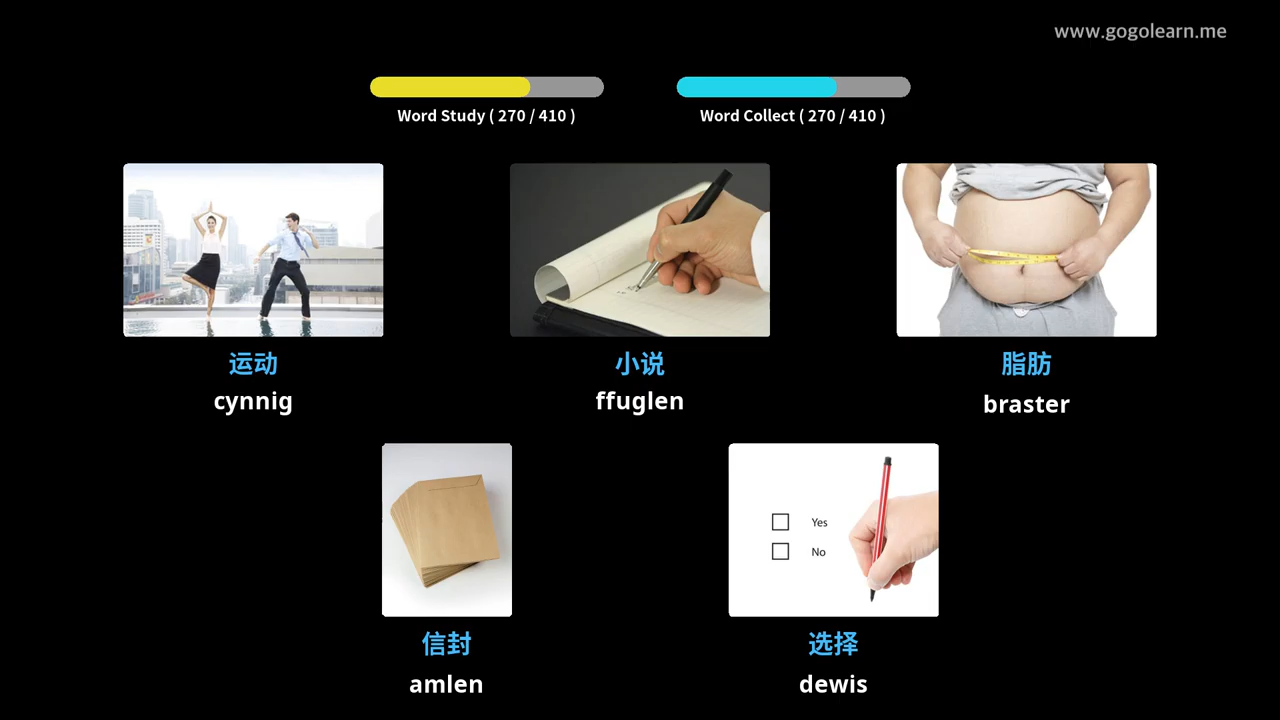 www.gogolearn.me
Word Study ( 270 / 410 )
Word Collect ( 270 / 410 )
运动
小说
脂肪
cynnig
ffuglen
braster
Yes
No
信封
选择
amlen
dewis